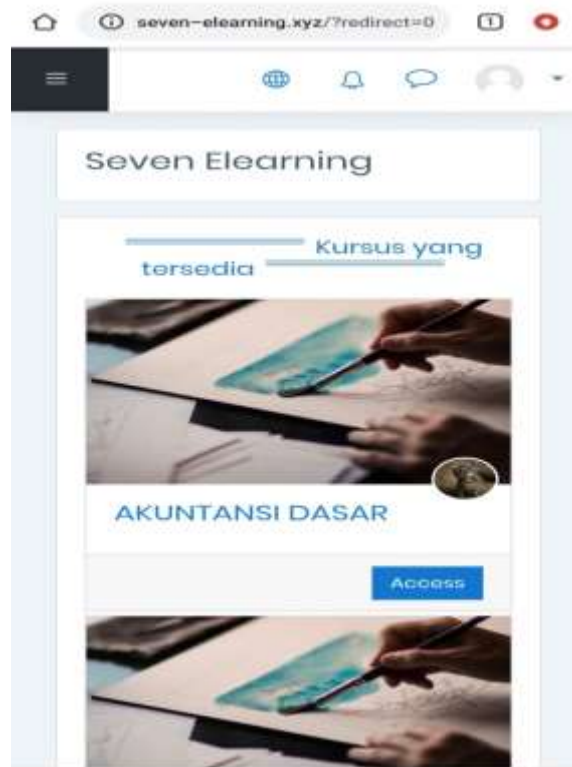 seven-elearning.xyz/?redirect=0
1
Seven Elearning
Kursus yang
tersedia
AKUNTANSI DASAR
Access